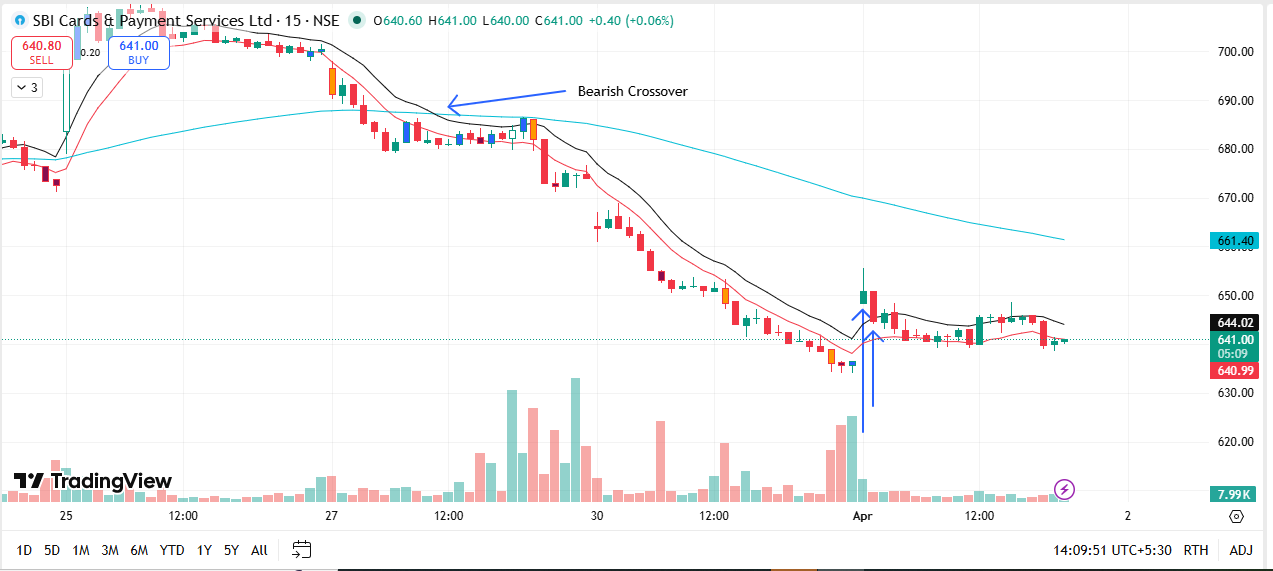 SBI Cards & Payment Services Ltd · 15 · NSE O640.60 H641.00 L640.00 C641.00 +0.40 (+0.06%)
640.80 SELL
0.20
641.00 BUY
3
Bearish Crossover
700.00
690.00
680.00
670.00
661.40
650.00
644.02
641.00
05:09
640.99
630.00
620.00
7.99K
TradingView
25 12:00 27 12:00 30 12:00 Apr 12:00 2
1D 5D 1M 3M 6M YTD 1Y 5Y All 14:09:51 UTC+5:30 RTH ADJ